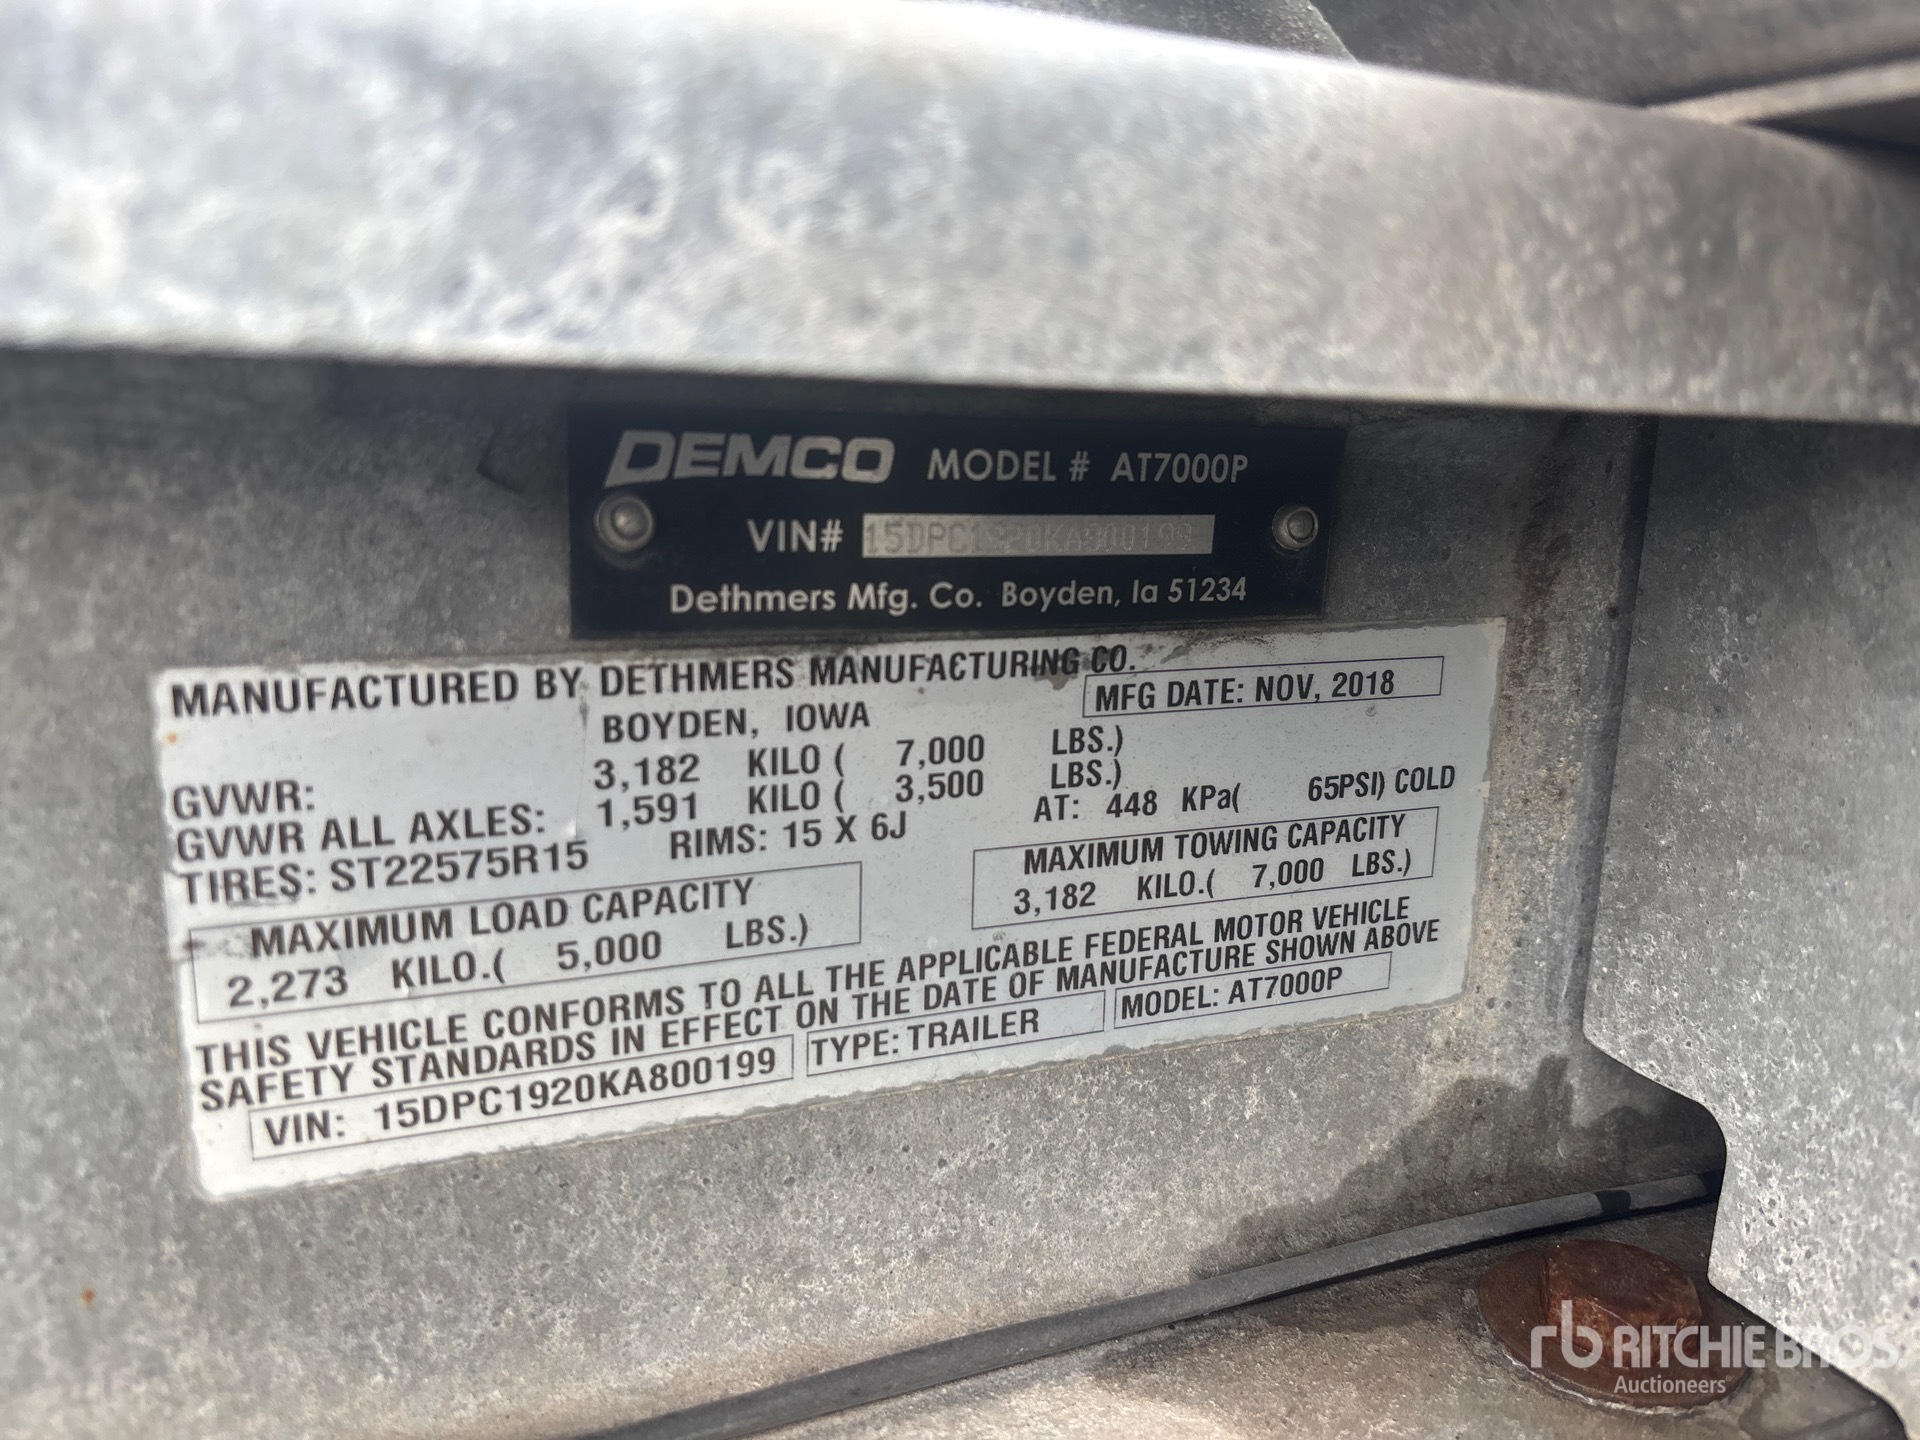 DEMCO MODEL # AT7000P
VIN# 15DPC1920KA800199
Dethmers Mfg. Co. Boyden, Ia 51234
MANUFACTURED BY DETHMERS MANUFACTURING CO.
BOYDEN, IOWA
MFG DATE: NOV, 2018
GVWR: 3,182 KILO ( 7,000 LBS.)
GVWR ALL AXLES: 1,591 KILO ( 3,500 LBS.)
TIRES: ST22575R15 RIMS: 15 X 6J AT: 448 KPa( 65PSI) COLD
MAXIMUM LOAD CAPACITY
2,273 KILO.( 5,000 LBS.)
MAXIMUM TOWING CAPACITY
3,182 KILO.( 7,000 LBS.)
THIS VEHICLE CONFORMS TO ALL THE APPLICABLE FEDERAL MOTOR VEHICLE
SAFETY STANDARDS IN EFFECT ON THE DATE OF MANUFACTURE SHOWN ABOVE
VIN: 15DPC1920KA800199 TYPE: TRAILER MODEL: AT7000P
rb RITCHIE BROS.
Auctioneers